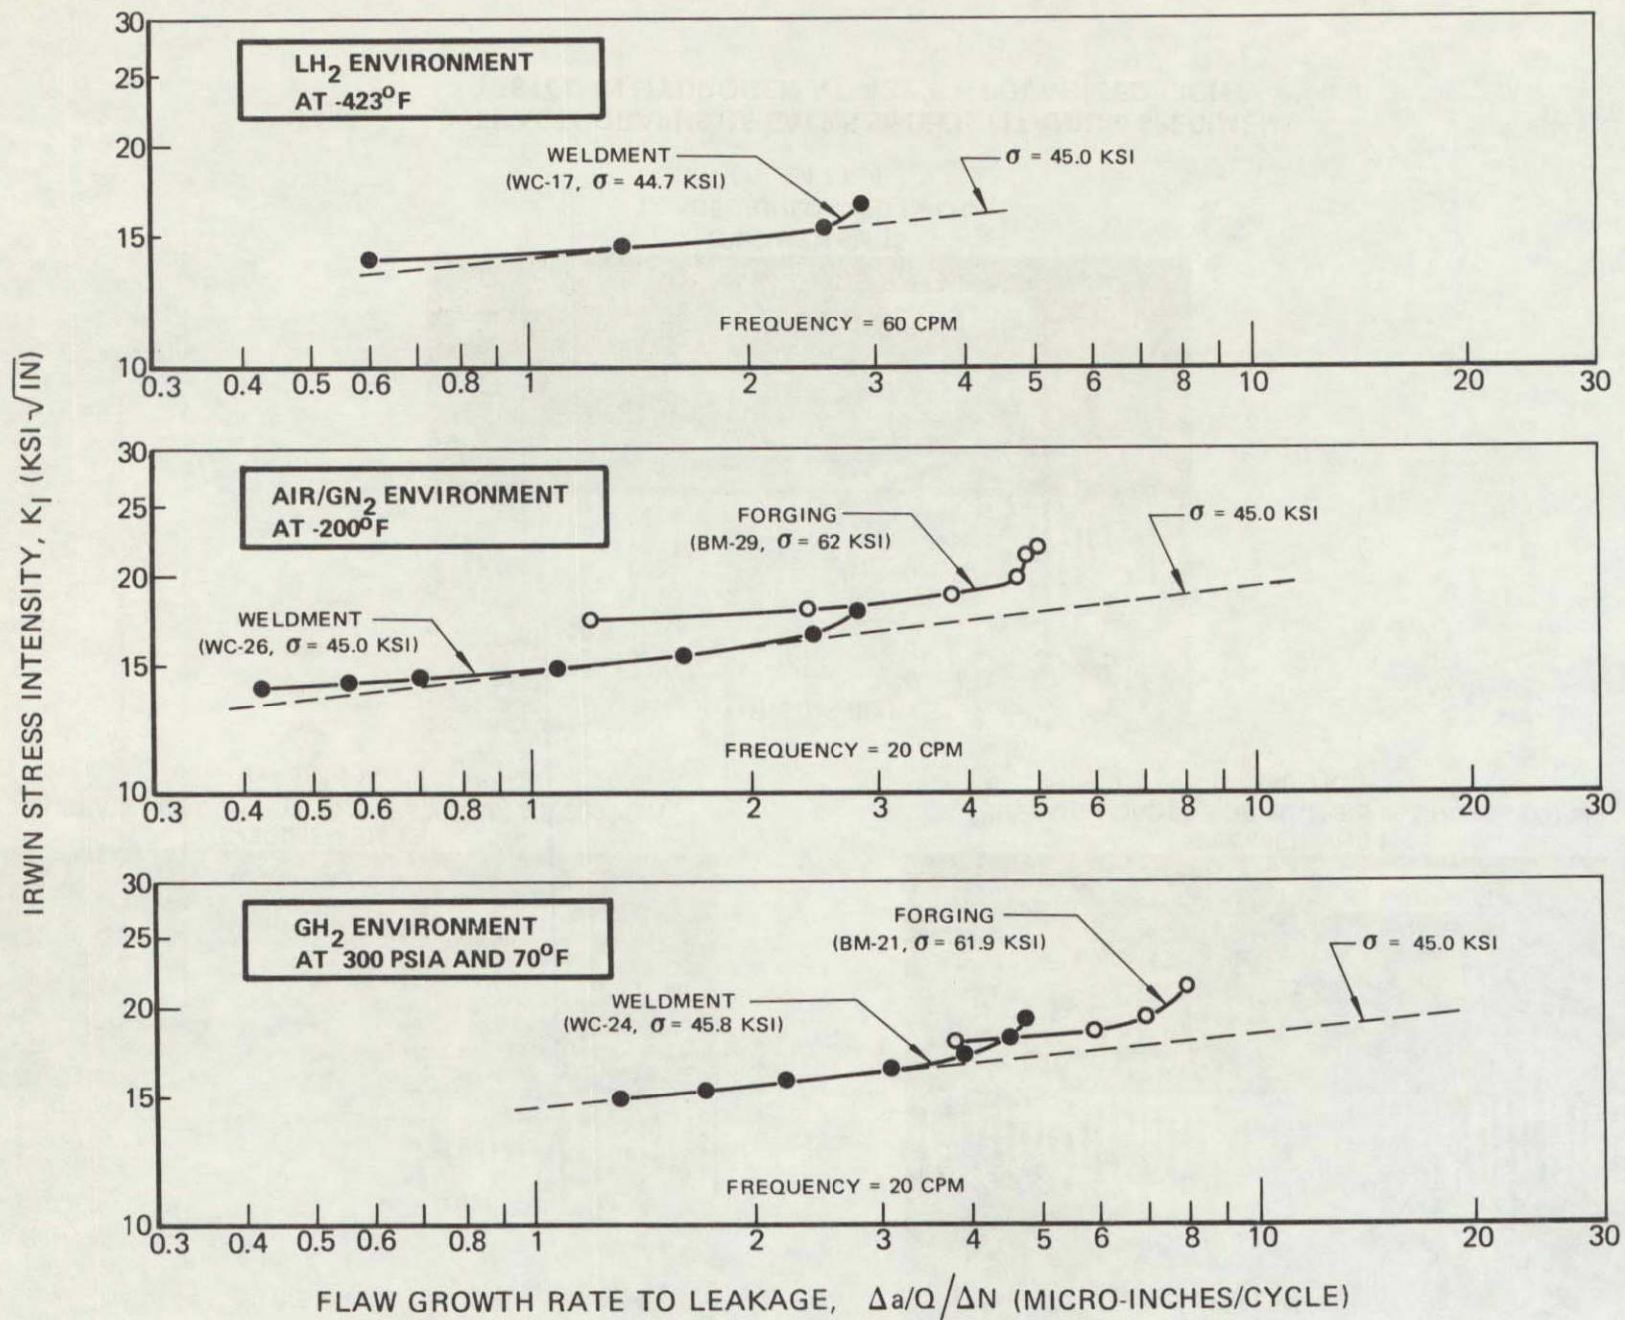 IRWIN STRESS INTENSITY, K_I (KSI √IN)
30
25
20
15
10
LH2 ENVIRONMENT
AT -423°F
WELDMENT
(WC-17, σ = 44.7 KSI)
σ = 45.0 KSI
FREQUENCY = 60 CPM
0.3 0.4 0.5 0.6 0.8 1 2 3 4 5 6 8 10 20 30
30
25
20
15
10
AIR/GN2 ENVIRONMENT
AT -200°F
FORGING
(BM-29, σ = 62 KSI)
σ = 45.0 KSI
WELDMENT
(WC-26, σ = 45.0 KSI)
FREQUENCY = 20 CPM
0.3 0.4 0.5 0.6 0.8 1 2 3 4 5 6 8 10 20 30
30
25
20
15
10
GH2 ENVIRONMENT
AT 300 PSIA AND 70°F
FORGING
(BM-21, σ = 61.9 KSI)
σ = 45.0 KSI
WELDMENT
(WC-24, σ = 45.8 KSI)
FREQUENCY = 20 CPM
0.3 0.4 0.5 0.6 0.8 1 2 3 4 5 6 8 10 20 30
FLAW GROWTH RATE TO LEAKAGE, Δa/Q/ΔN (MICRO-INCHES/CYCLE)